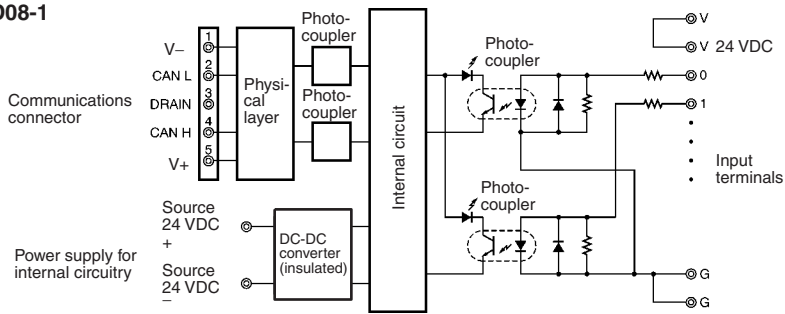 D08-1
Communications
connector
V–
CAN L
DRAIN
CAN H
V+
1
2
3
4
5
Physi-
cal
layer
Photo-
coupler
Photo-
coupler
Internal circuit
Photo-
coupler
Photo-
coupler
V
V 24 VDC
0
1
Input
terminals
G
G
Power supply for
internal circuitry
Source
24 VDC
+
Source
24 VDC
–
DC-DC
converter
(insulated)